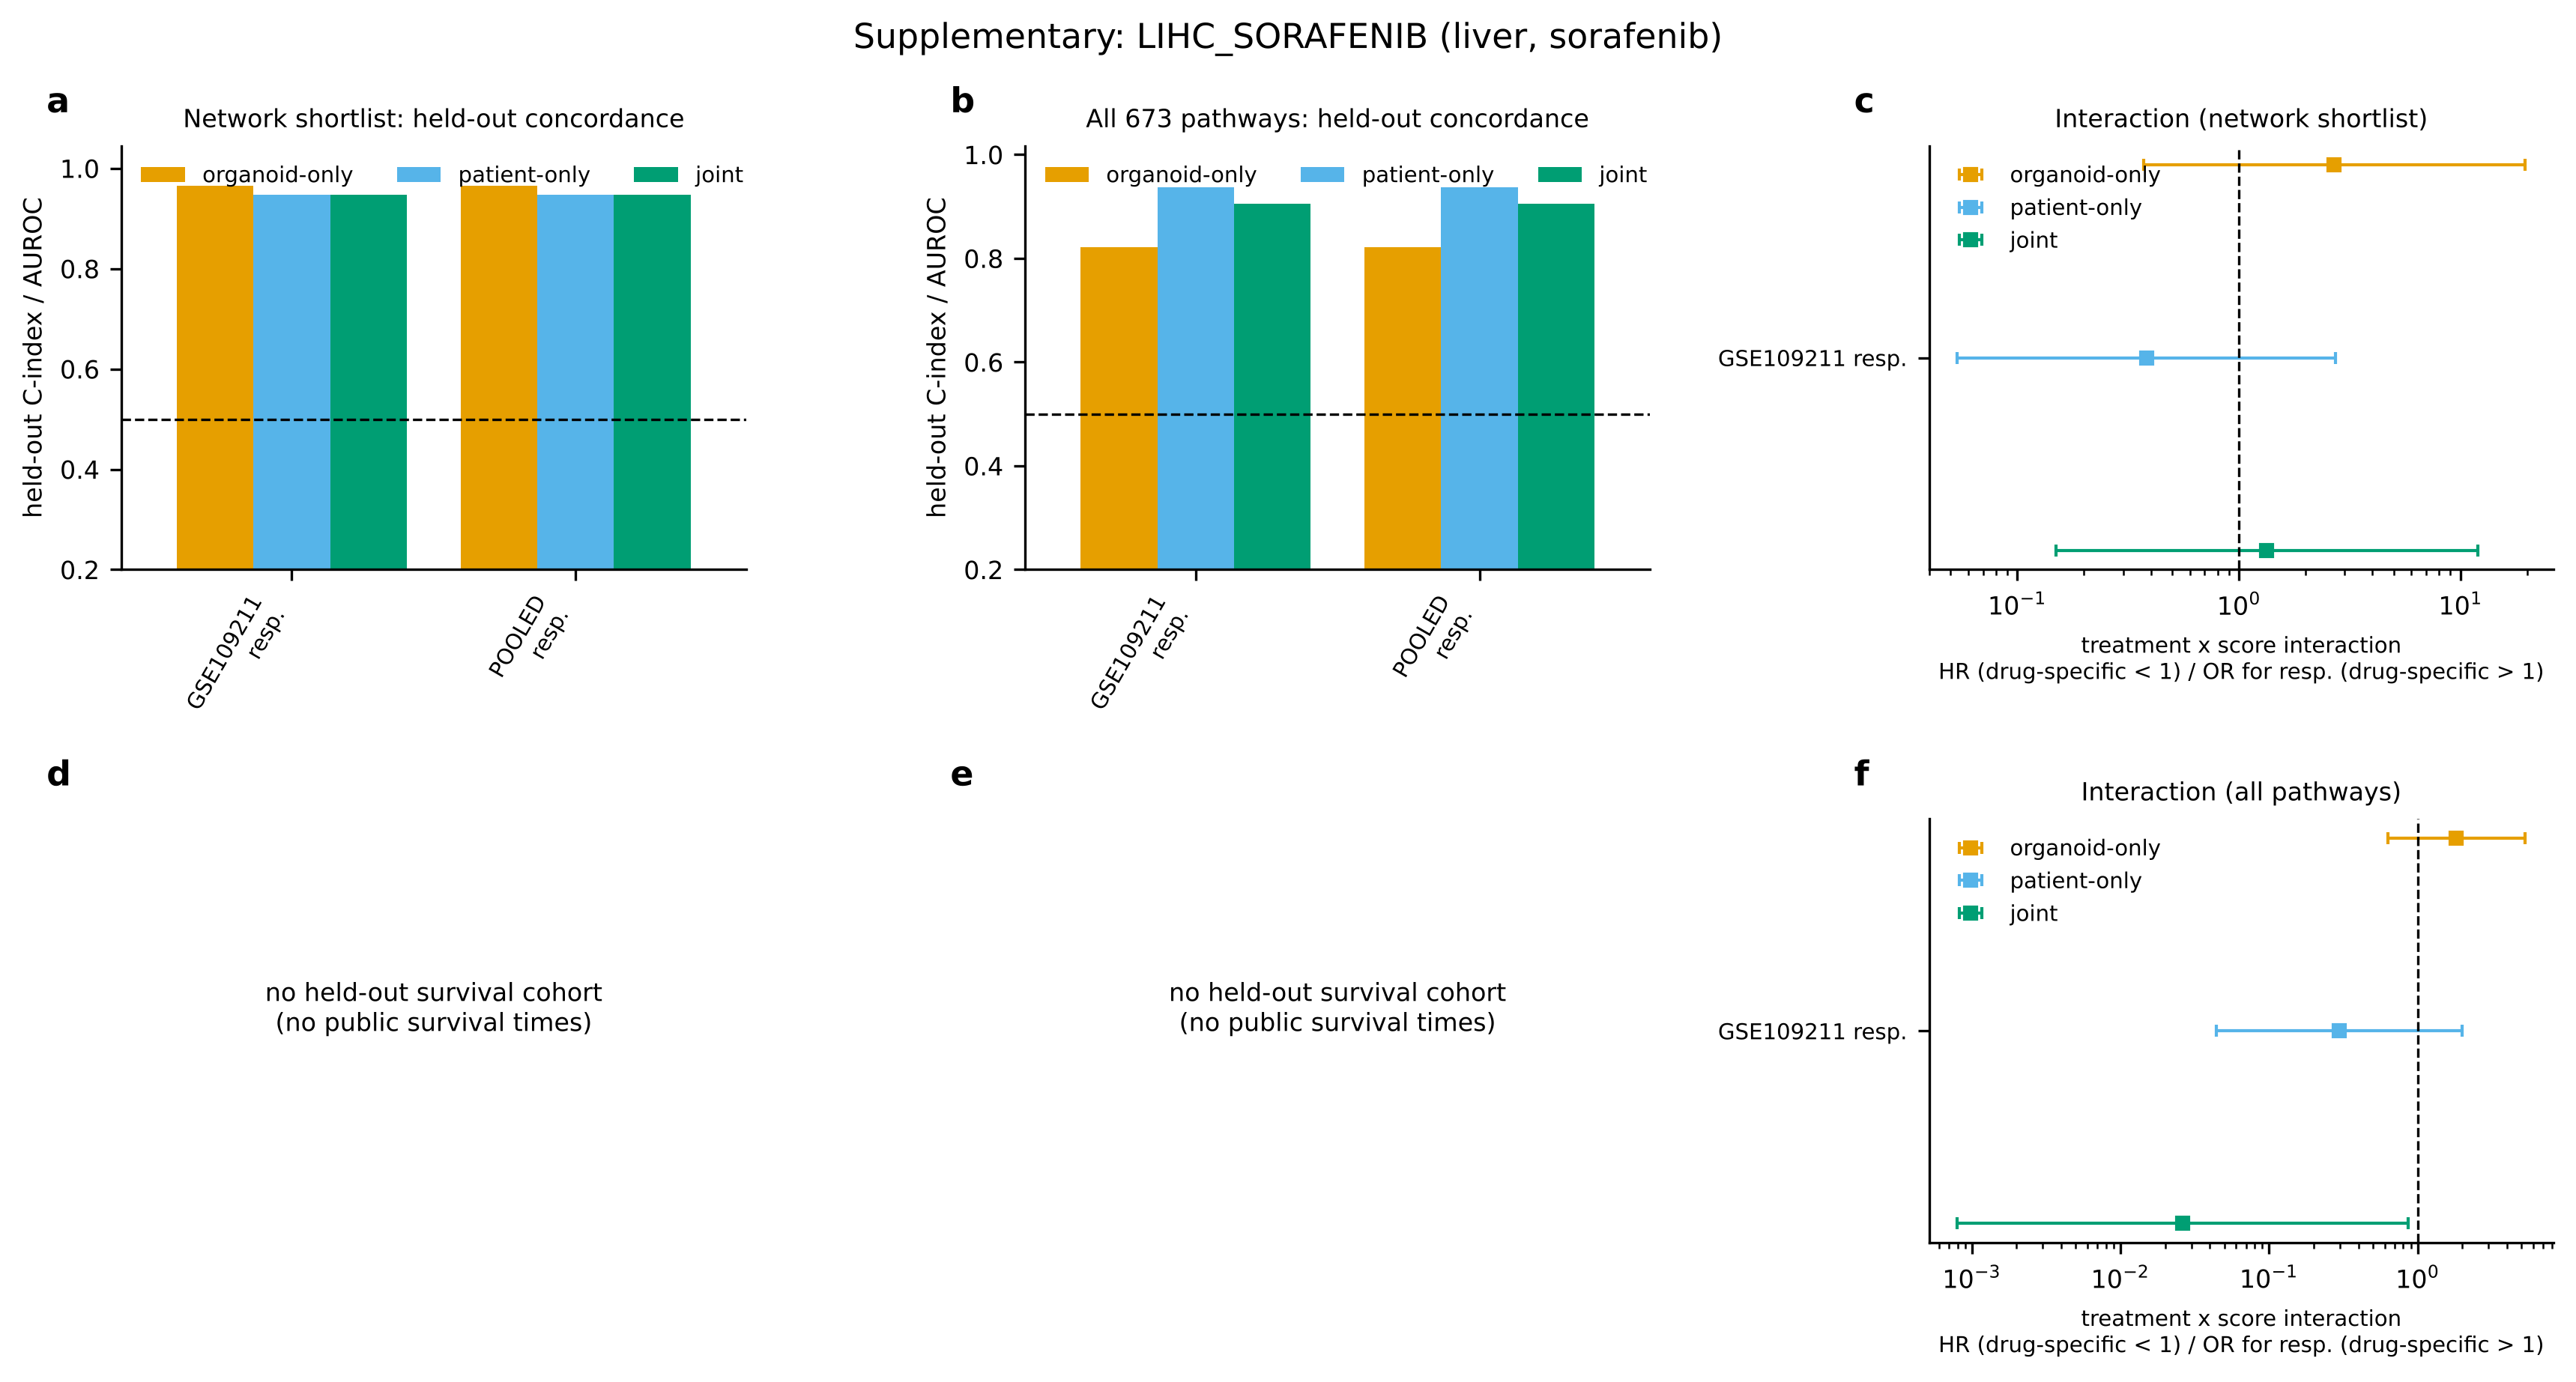 Supplementary: LIHC_SORAFENIB (liver, sorafenib)
a
Network shortlist: held-out concordance
organoid-only
patient-only
joint
held-out C-index / AUROC
1.0
0.8
0.6
0.4
0.2
GSE109211
resp.
POOLED
resp.
b
All 673 pathways: held-out concordance
organoid-only
patient-only
joint
held-out C-index / AUROC
1.0
0.8
0.6
0.4
0.2
GSE109211
resp.
POOLED
resp.
c
Interaction (network shortlist)
organoid-only
patient-only
joint
GSE109211 resp.
10⁻¹
10⁰
10¹
treatment x score interaction
HR (drug-specific < 1) / OR for resp. (drug-specific > 1)
d
no held-out survival cohort
(no public survival times)
e
no held-out survival cohort
(no public survival times)
f
Interaction (all pathways)
organoid-only
patient-only
joint
GSE109211 resp.
10⁻³
10⁻²
10⁻¹
10⁰
treatment x score interaction
HR (drug-specific < 1) / OR for resp. (drug-specific > 1)